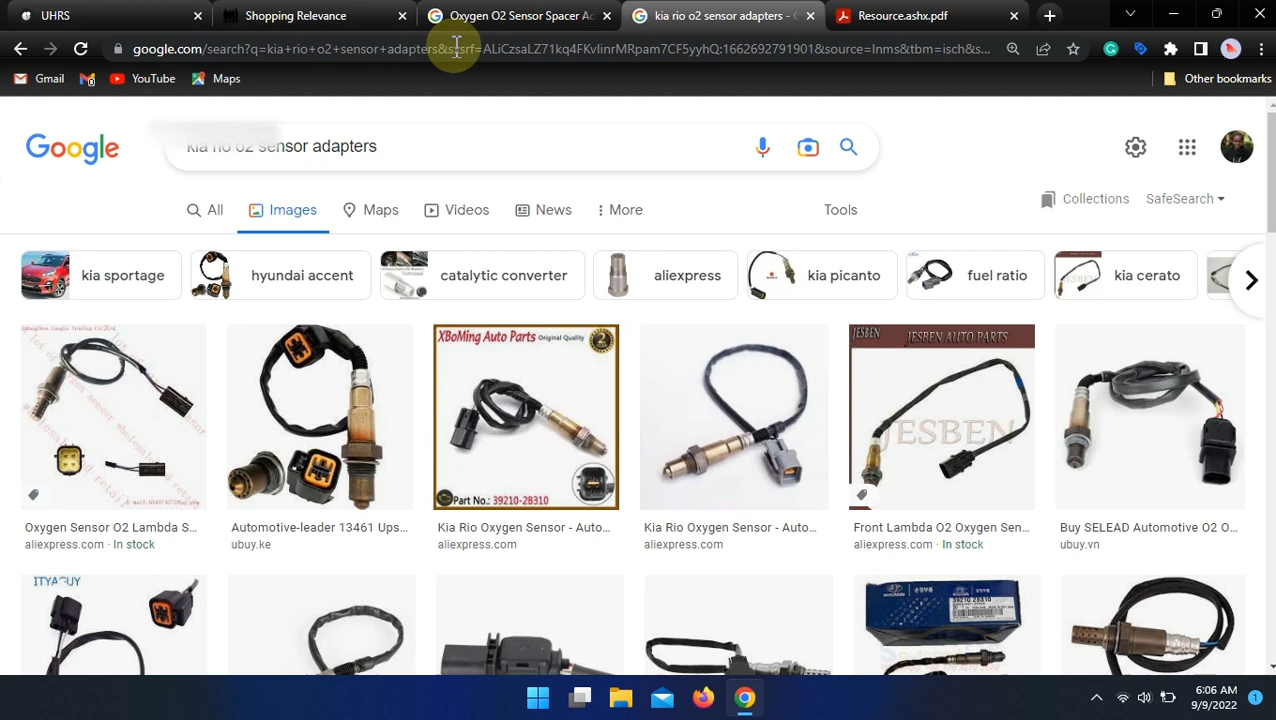 UHRS
Shopping Relevance
Oxygen O2 Sensor Spacer Ad
kia rio o2 sensor adapters - G
Resource.ashx.pdf
google.com/search?q=kia+rio+o2+sensor+adapters&sxsrf=ALiCzsaLZ71kq4FKvlinrMRpam7CF5yyhQ:1662692791901&source=lnms&tbm=isch&s...
Gmail
YouTube
Maps
Other bookmarks
Google
kia rio o2 sensor adapters
All
Images
Maps
Videos
News
More
Tools
Collections
SafeSearch
kia sportage
hyundai accent
catalytic converter
aliexpress
kia picanto
fuel ratio
kia cerato
XBoMing Auto Parts Original Quality 2
Part No.: 39210-2B310
JESBEN JESBEN AUTO PARTS
JESBEN
Oxygen Sensor O2 Lambda S...
aliexpress.com · In stock
Automotive-leader 13461 Ups...
ubuy.ke
Kia Rio Oxygen Sensor - Auto...
aliexpress.com
Kia Rio Oxygen Sensor - Auto...
aliexpress.com
Front Lambda O2 Oxygen Sen...
aliexpress.com · In stock
Buy SELEAD Automotive O2 O...
ubuy.vn
ITYAGUY
39210-2B310
6:06 AM
9/9/2022
1